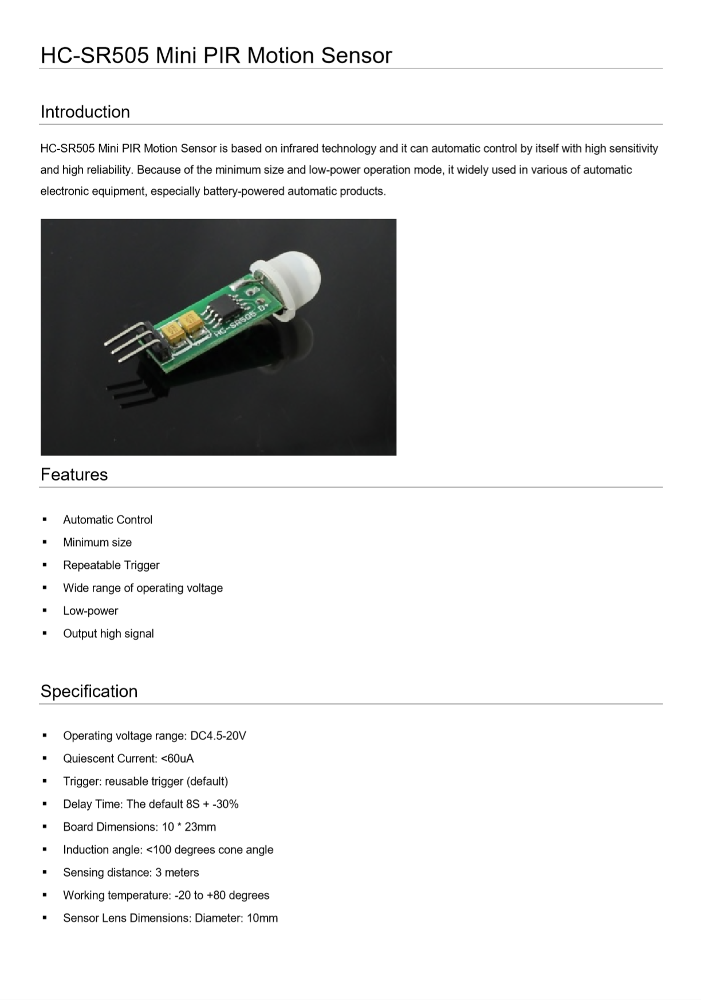 HC-SR505 Mini PIR Motion Sensor
Introduction
HC-SR505 Mini PIR Motion Sensor is based on infrared technology and it can automatic control by itself with high sensitivity
and high reliability. Because of the minimum size and low-power operation mode, it widely used in various of automatic
electronic equipment, especially battery-powered automatic products.
HC-SR505 D+
Features
▪ Automatic Control
▪ Minimum size
▪ Repeatable Trigger
▪ Wide range of operating voltage
▪ Low-power
▪ Output high signal
Specification
▪ Operating voltage range: DC4.5-20V
▪ Quiescent Current: <60uA
▪ Trigger: reusable trigger (default)
▪ Delay Time: The default 8S + -30%
▪ Board Dimensions: 10 * 23mm
▪ Induction angle: <100 degrees cone angle
▪ Sensing distance: 3 meters
▪ Working temperature: -20 to +80 degrees
▪ Sensor Lens Dimensions: Diameter: 10mm